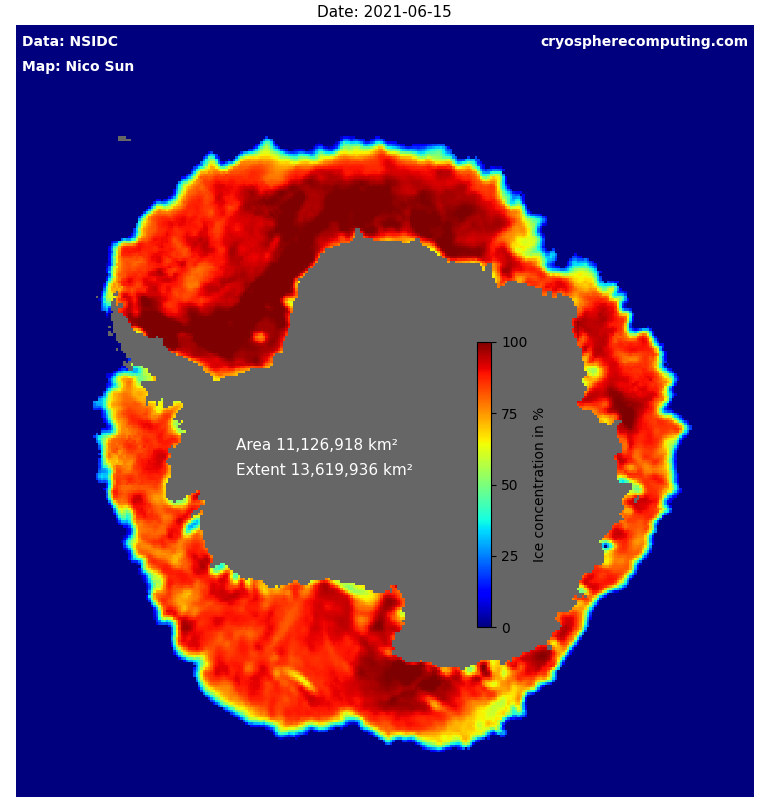 Date: 2021-06-15
Data: NSIDC
cryospherecomputing.com
Map: Nico Sun
Area 11,126,918 km²
Extent 13,619,936 km²
100
75
50
25
0
Ice concentration in %